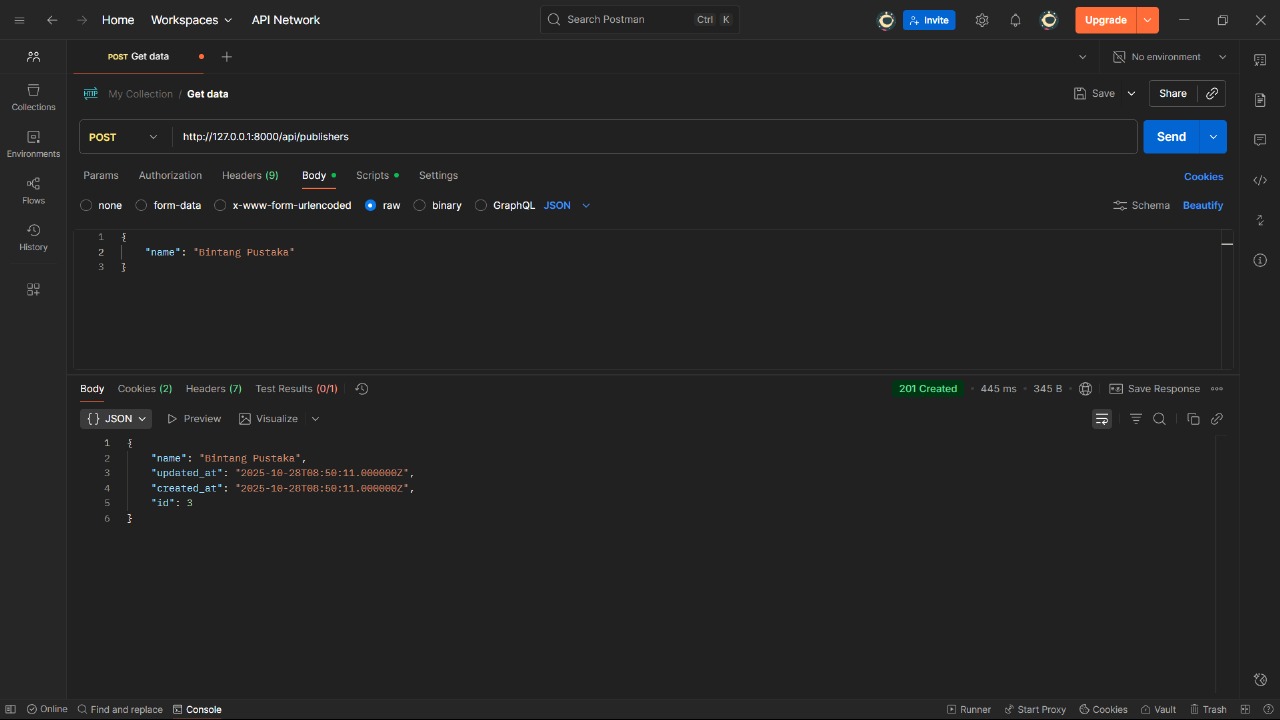 Home Workspaces API Network Search Postman Ctrl K Invite Upgrade
POST Get data No environment
HTTP My Collection / Get data Save Share
POST http://127.0.0.1:8000/api/publishers Send
Params Authorization Headers (9) Body Scripts Settings Cookies
none form-data x-www-form-urlencoded raw binary GraphQL JSON Schema Beautify
1 {
2 "name": "Bintang Pustaka"
3 }
Collections
Environments
Flows
History
Body Cookies (2) Headers (7) Test Results (0/1) 201 Created 445 ms 345 B Save Response
{} JSON Preview Visualize
1 {
2 "name": "Bintang Pustaka",
3 "updated_at": "2025-10-28T08:50:11.000000Z",
4 "created_at": "2025-10-28T08:50:11.000000Z",
5 "id": 3
6 }
Online Find and replace Console Runner Start Proxy Cookies Vault Trash